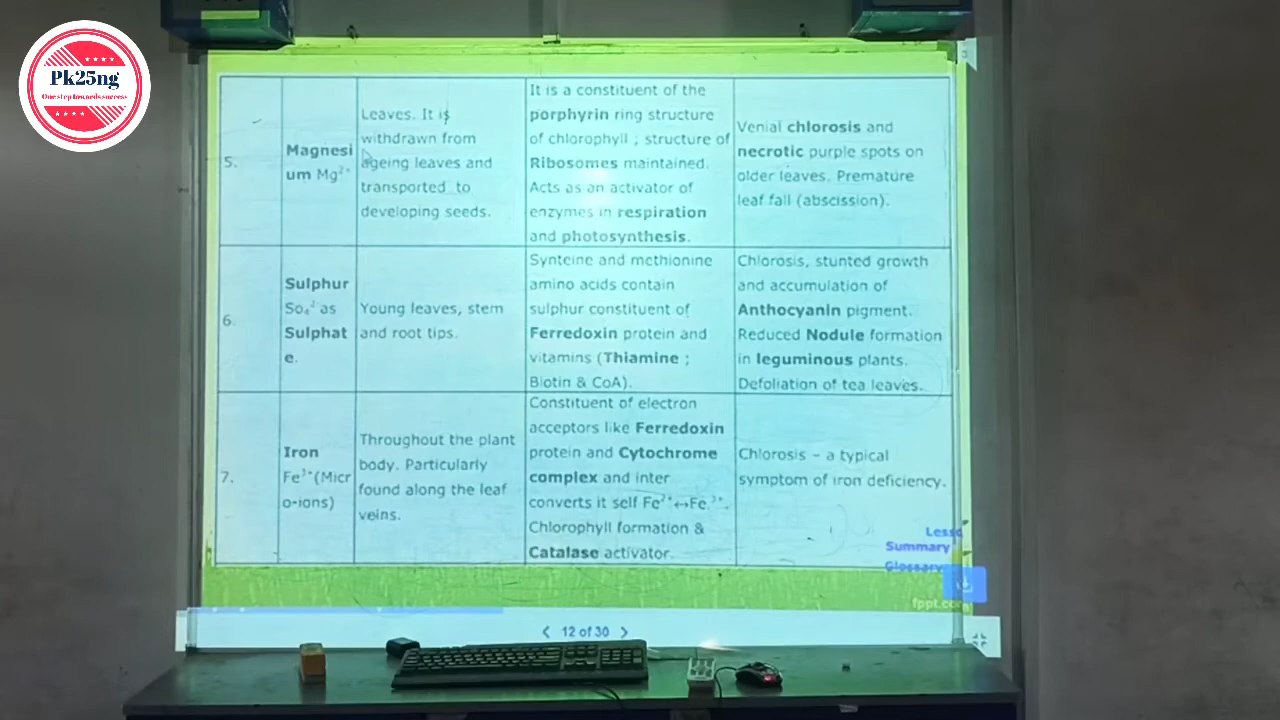 Pk25ng
One step towards success
5.
Magnesi
um Mg²⁺
Leaves. It is
withdrawn from
ageing leaves and
transported to
developing seeds.
It is a constituent of the
porphyrin ring structure
of chlorophyll ; structure of
Ribosomes maintained.
Acts as an activator of
enzymes in respiration
and photosynthesis.
Venial chlorosis and
necrotic purple spots on
older leaves. Premature
leaf fall (abscission).
6.
Sulphur
So₄²⁻ as
Sulphat
e.
Young leaves, stem
and root tips.
Synteine and methionine
amino acids contain
sulphur constituent of
Ferredoxin protein and
vitamins (Thiamine ;
Biotin & CoA).
Chlorosis, stunted growth
and accumulation of
Anthocyanin pigment.
Reduced Nodule formation
in leguminous plants.
Defoliation of tea leaves.
7.
Iron
Fe³⁺(Micr
o-ions)
Throughout the plant
body. Particularly
found along the leaf
veins.
Constituent of electron
acceptors like Ferredoxin
protein and Cytochrome
complex and inter
converts it self Fe²⁺↔Fe³⁺.
Chlorophyll formation &
Catalase activator.
Chlorosis – a typical
symptom of iron deficiency.
Summary
Glossary
fppt.com
12 of 30